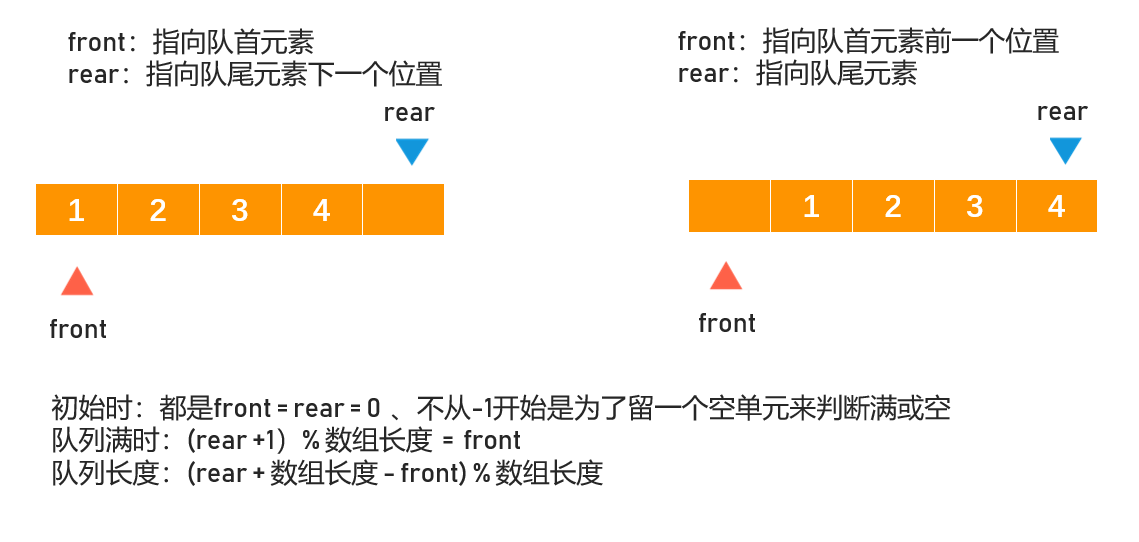 front：指向队首元素
rear：指向队尾元素下一个位置
rear
1 2 3 4
front
front：指向队首元素前一个位置
rear：指向队尾元素
rear
1 2 3 4
front
初始时：都是front = rear = 0 、不从-1开始是为了留一个空单元来判断满或空
队列满时：(rear +1）% 数组长度 = front
队列长度：(rear + 数组长度 - front) % 数组长度